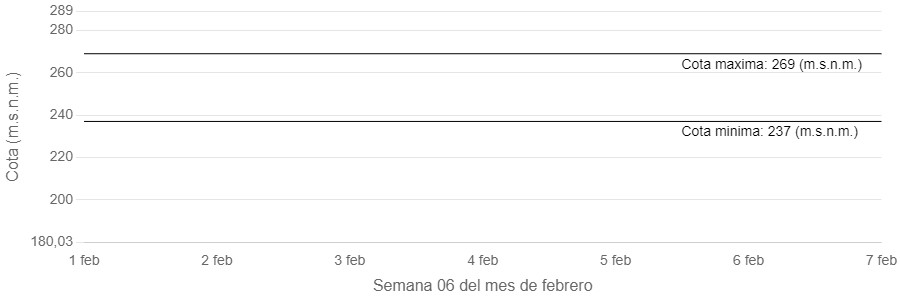 289
280
Cota maxima: 269 (m.s.n.m.)
260
240
Cota minima: 237 (m.s.n.m.)
220
200
180,03
Cota (m.s.n.m.)
1 feb 2 feb 3 feb 4 feb 5 feb 6 feb 7 feb
Semana 06 del mes de febrero